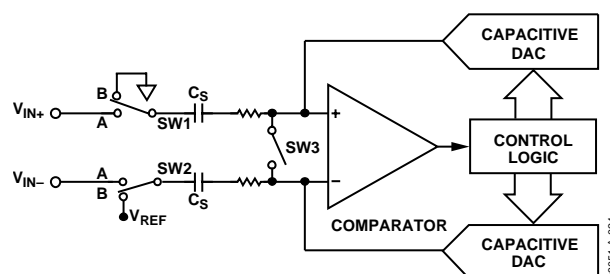 CAPACITIVE
DAC
B
CS
VIN+
A
SW1
+
SW3
CONTROL
LOGIC
VIN–
A
SW2
B
CS
–
VREF
COMPARATOR
CAPACITIVE
DAC